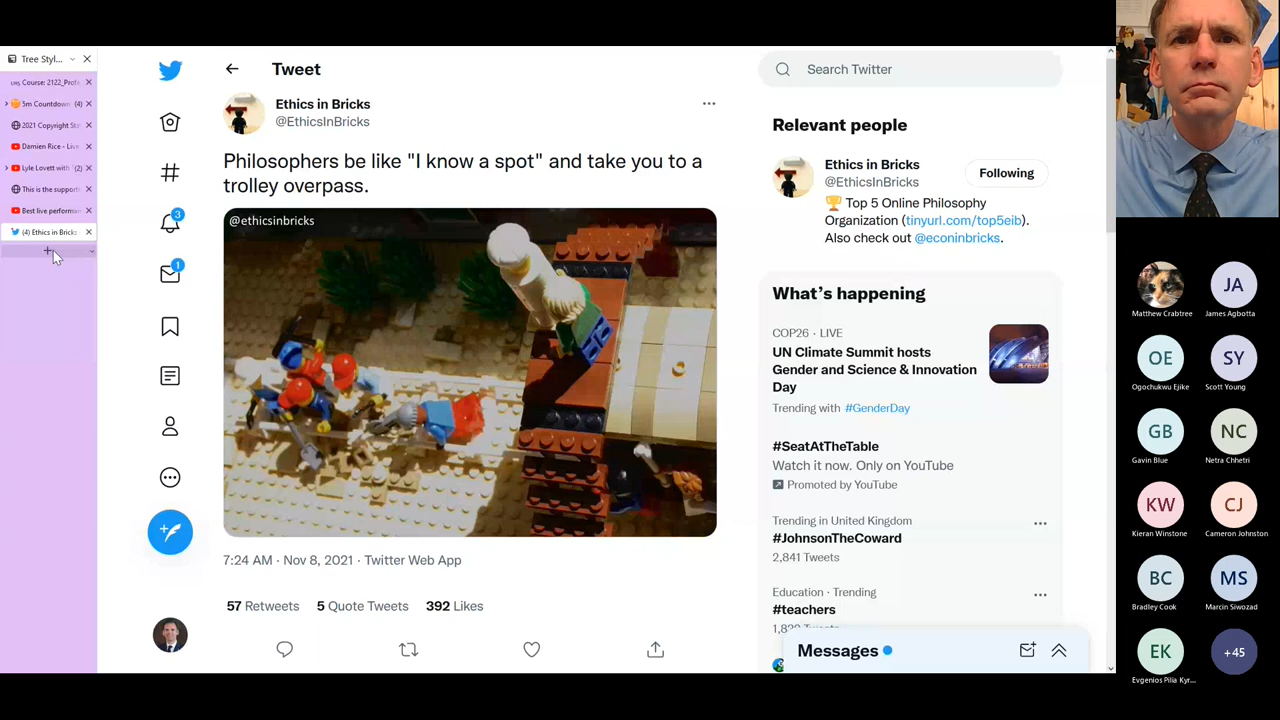 Tree Styl...
Course: 2122_Profe
5m Countdown (4)
2021 Copyright Sta
Damien Rice - Live
Lyle Lovett with (2)
This is the support
Best live performa
(4) Ethics in Bricks
Tweet
Ethics in Bricks
@EthicsInBricks
Philosophers be like "I know a spot" and take you to a
trolley overpass.
@ethicsinbricks
7:24 AM · Nov 8, 2021 · Twitter Web App
57 Retweets 5 Quote Tweets 392 Likes
3
1
Search Twitter
Relevant people
Ethics in Bricks
@EthicsInBricks
Following
🏆 Top 5 Online Philosophy
Organization (tinyurl.com/top5eib).
Also check out @econinbricks.
What's happening
COP26 · LIVE
UN Climate Summit hosts
Gender and Science & Innovation
Day
Trending with #GenderDay
#SeatAtTheTable
Watch it now. Only on YouTube
Promoted by YouTube
Trending in United Kingdom
#JohnsonTheCoward
2,841 Tweets
Education · Trending
#teachers
Messages
Matthew Crabtree
JA
James Agbotta
OE
Ogochukwu Ejike
SY
Scott Young
GB
Gavin Blue
NC
Netra Chhetri
KW
Kieran Winstone
CJ
Cameron Johnston
BC
Bradley Cook
MS
Marcin Siwozad
EK
Evgenios Pilia Kyr...
+45